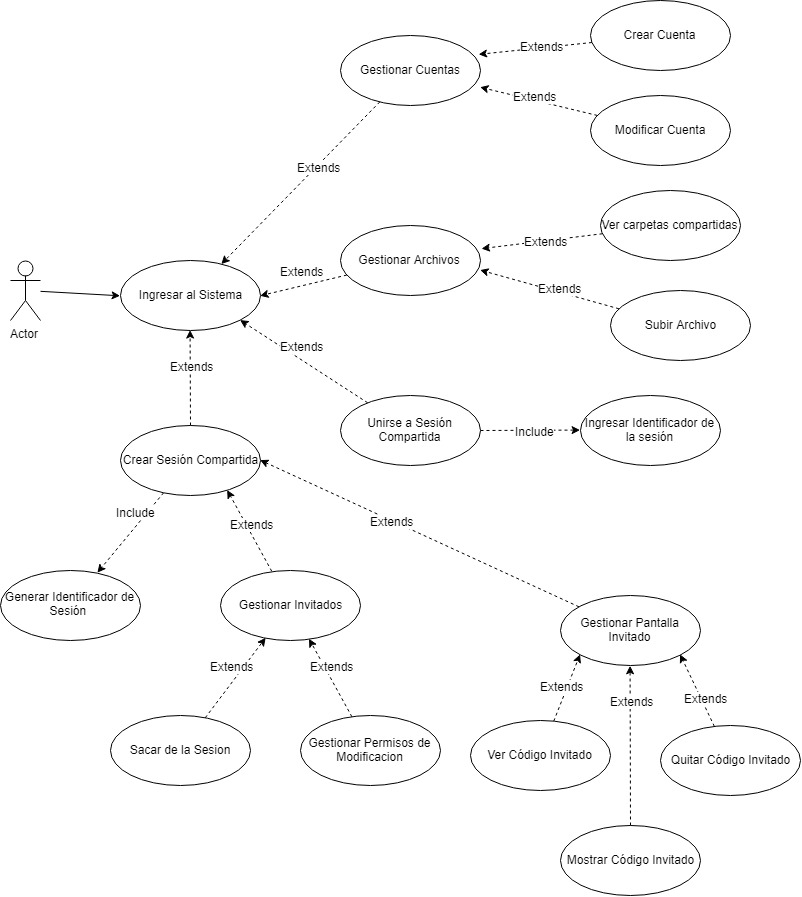 Crear Cuenta
Extends
Gestionar Cuentas
Extends
Modificar Cuenta
Extends
Ver carpetas compartidas
Extends
Gestionar Archivos
Extends
Ingresar al Sistema
Extends
Subir Archivo
Actor
Extends
Extends
Unirse a Sesión
Compartida
Include
Ingresar Identificador de
la sesión
Crear Sesión Compartida
Include
Extends
Extends
Generar Identificador de
Sesión
Gestionar Invitados
Gestionar Pantalla
Invitado
Extends
Extends
Extends
Extends
Extends
Sacar de la Sesion
Gestionar Permisos de
Modificacion
Ver Código Invitado
Quitar Código Invitado
Mostrar Código Invitado